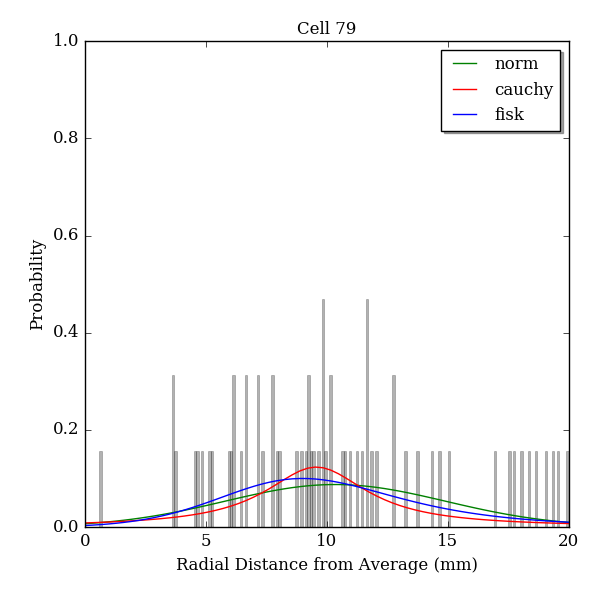 Cell 79
norm
cauchy
fisk
1.0
0.8
0.6
0.4
0.2
0.0
Probability
0 5 10 15 20
Radial Distance from Average (mm)